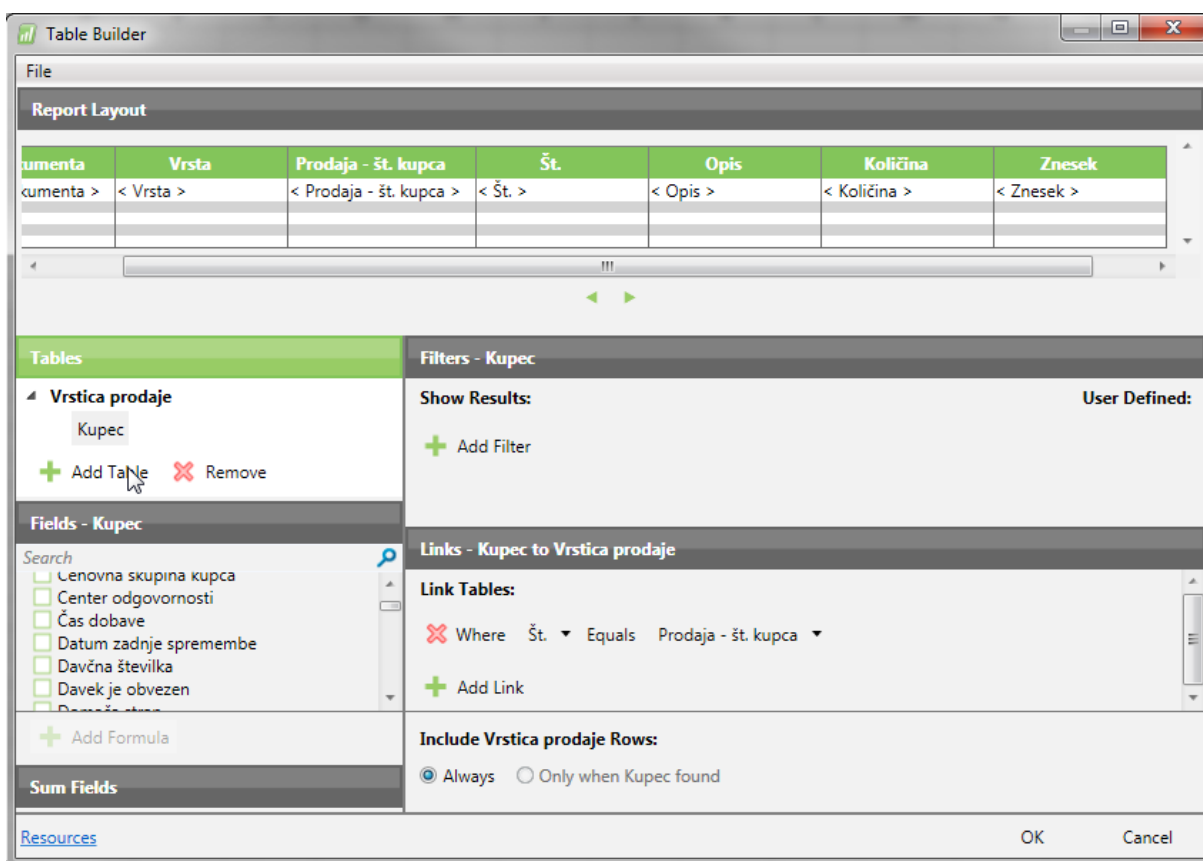 Table Builder
File
Report Layout
kumenta Vrsta Prodaja - št. kupca Št. Opis Količina Znesek
kumenta > < Vrsta > < Prodaja - št. kupca > < Št. > < Opis > < Količina > < Znesek >
Tables
Vrstica prodaje
Kupec
Add Table Remove
Fields - Kupec
Search
Cenovna skupina kupca
Center odgovornosti
Čas dobave
Datum zadnje spremembe
Davčna številka
Davek je obvezen
Domača stran
Add Formula
Sum Fields
Filters - Kupec
Show Results: User Defined:
Add Filter
Links - Kupec to Vrstica prodaje
Link Tables:
Where Št. Equals Prodaja - št. kupca
Add Link
Include Vrstica prodaje Rows:
Always Only when Kupec found
Resources OK Cancel